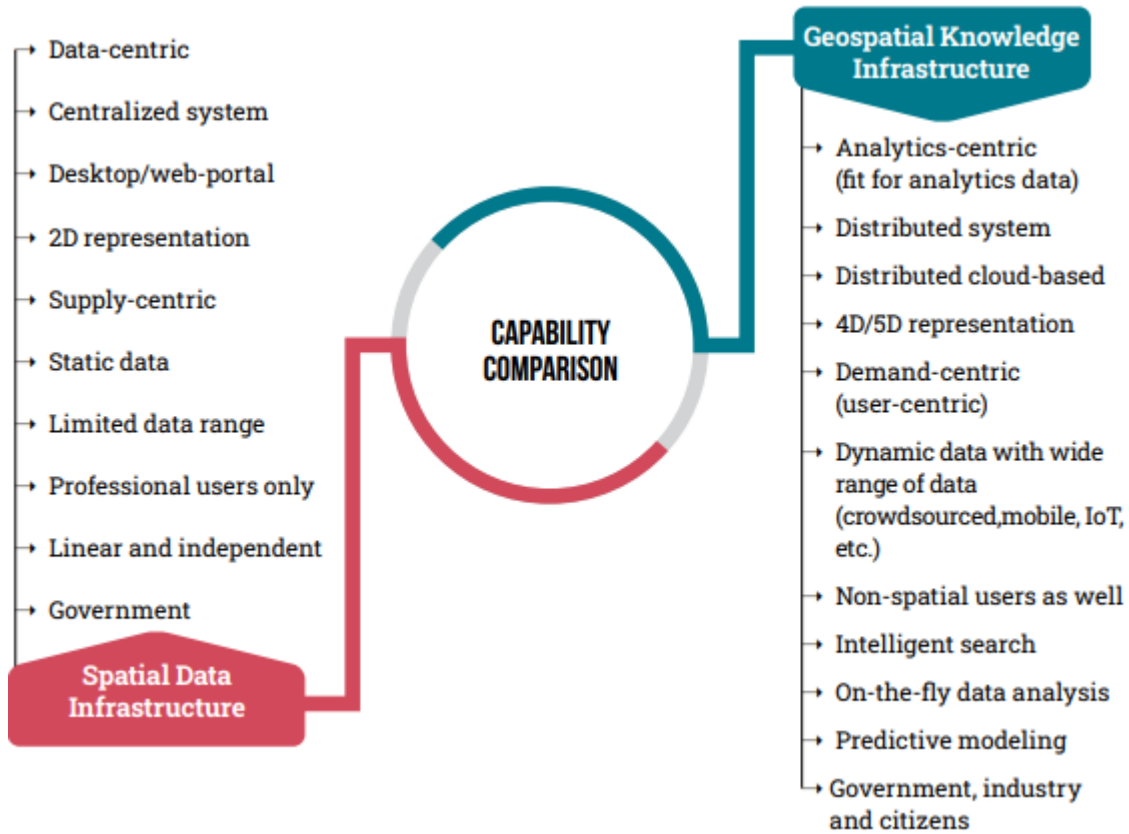 Data-centric
Centralized system
Desktop/web-portal
2D representation
Supply-centric
Static data
Limited data range
Professional users only
Linear and independent
Government
Spatial Data
Infrastructure
CAPABILITY
COMPARISON
Geospatial Knowledge
Infrastructure
Analytics-centric
(fit for analytics data)
Distributed system
Distributed cloud-based
4D/5D representation
Demand-centric
(user-centric)
Dynamic data with wide
range of data
(crowdsourced,mobile, IoT,
etc.)
Non-spatial users as well
Intelligent search
On-the-fly data analysis
Predictive modeling
Government, industry
and citizens